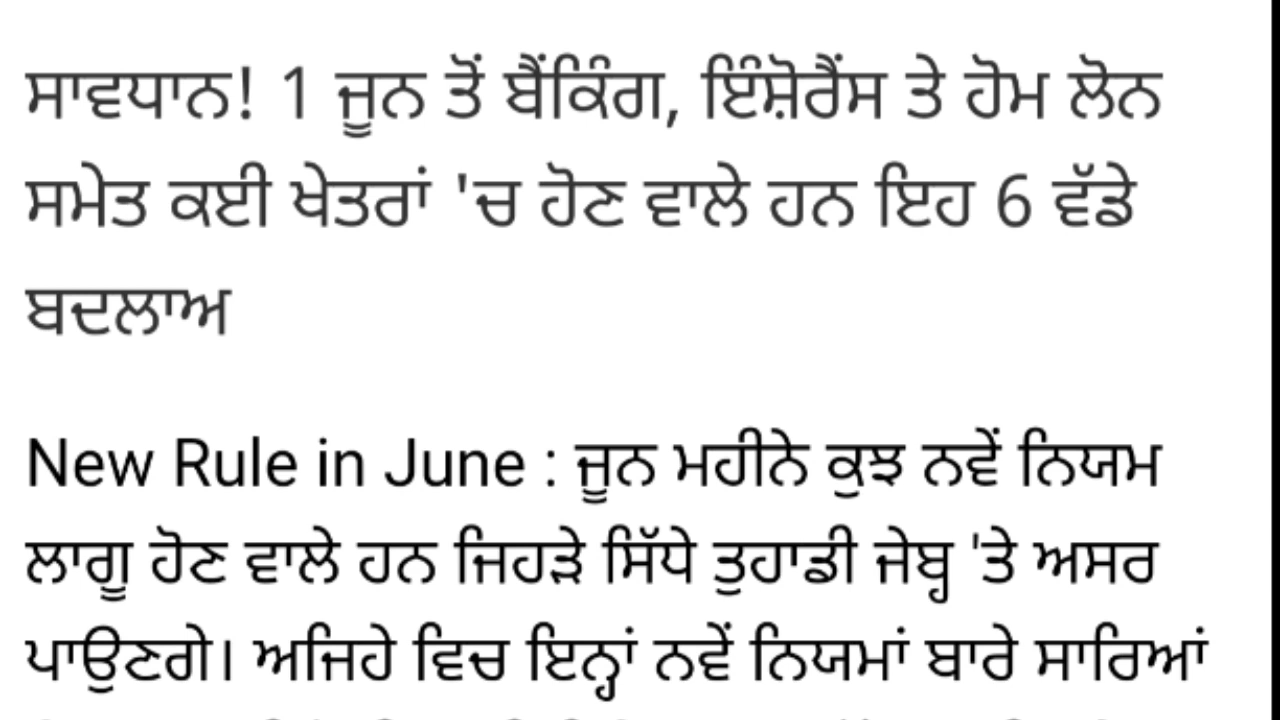 ਸਾਵਧਾਨ! 1 ਜੂਨ ਤੋਂ ਬੈਂਕਿੰਗ, ਇੰਸ਼ੋਰੈਂਸ ਤੇ ਹੋਮ ਲੋਨ
ਸਮੇਤ ਕਈ ਖੇਤਰਾਂ 'ਚ ਹੋਣ ਵਾਲੇ ਹਨ ਇਹ 6 ਵੱਡੇ
ਬਦਲਾਅ
New Rule in June : ਜੂਨ ਮਹੀਨੇ ਕੁਝ ਨਵੇਂ ਨਿਯਮ
ਲਾਗੂ ਹੋਣ ਵਾਲੇ ਹਨ ਜਿਹੜੇ ਸਿੱਧੇ ਤੁਹਾਡੀ ਜੇਬ੍ਹ 'ਤੇ ਅਸਰ
ਪਾਉਣਗੇ। ਅਜਿਹੇ ਵਿਚ ਇਨ੍ਹਾਂ ਨਵੇਂ ਨਿਯਮਾਂ ਬਾਰੇ ਸਾਰਿਆਂ